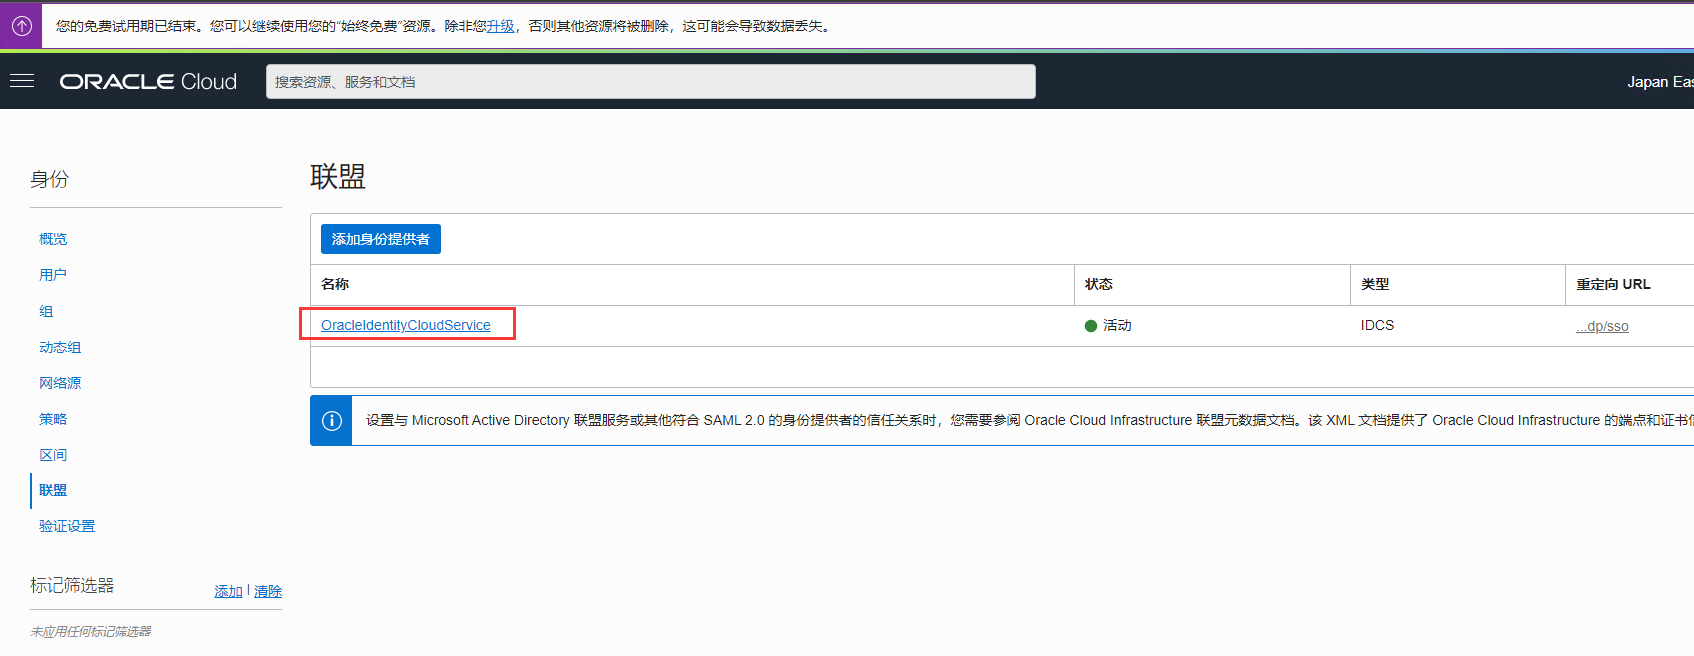 您的免费试用期已结束。您可以继续使用您的“始终免费”资源。除非您升级，否则其他资源将被删除，这可能会导致数据丢失。
ORACLE Cloud
搜索资源、服务和文档
Japan Eas
身份
概览
用户
组
动态组
网络源
策略
区间
联盟
验证设置
标记筛选器
添加 | 清除
未应用任何标记筛选器
联盟
添加身份提供者
名称 状态 类型 重定向 URL
OracleIdentityCloudService 活动 IDCS ...dp/sso
设置与 Microsoft Active Directory 联盟服务或其他符合 SAML 2.0 的身份提供者的信任关系时，您需要参阅 Oracle Cloud Infrastructure 联盟元数据文档。该 XML 文档提供了 Oracle Cloud Infrastructure 的端点和证书